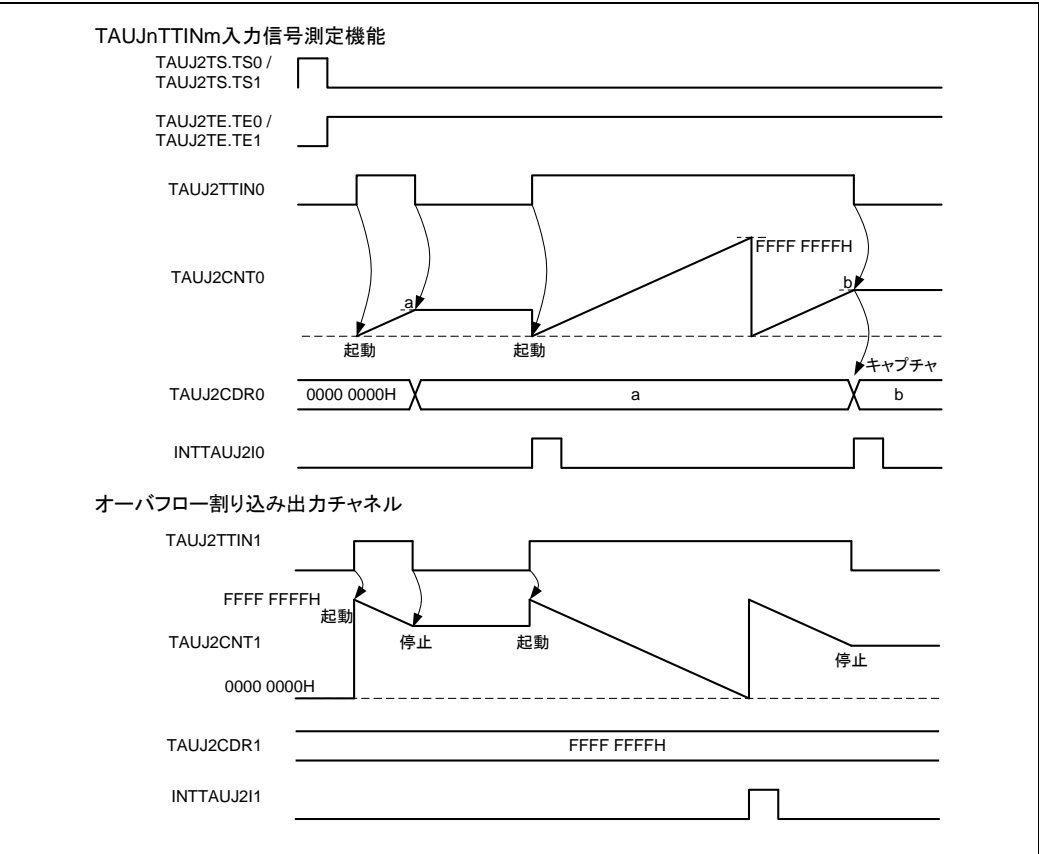 TAUJnTTINm入力信号測定機能
TAUJ2TS.TS0 /
TAUJ2TS.TS1
TAUJ2TE.TE0 /
TAUJ2TE.TE1
TAUJ2TTIN0
FFFF FFFFH
TAUJ2CNT0
a
b
起動
起動
キャプチャ
TAUJ2CDR0
0000 0000H
a
b
INTTAUJ2I0
オーバフロー割り込み出力チャネル
TAUJ2TTIN1
FFFF FFFFH
起動
TAUJ2CNT1
停止
起動
停止
0000 0000H
TAUJ2CDR1
FFFF FFFFH
INTTAUJ2I1